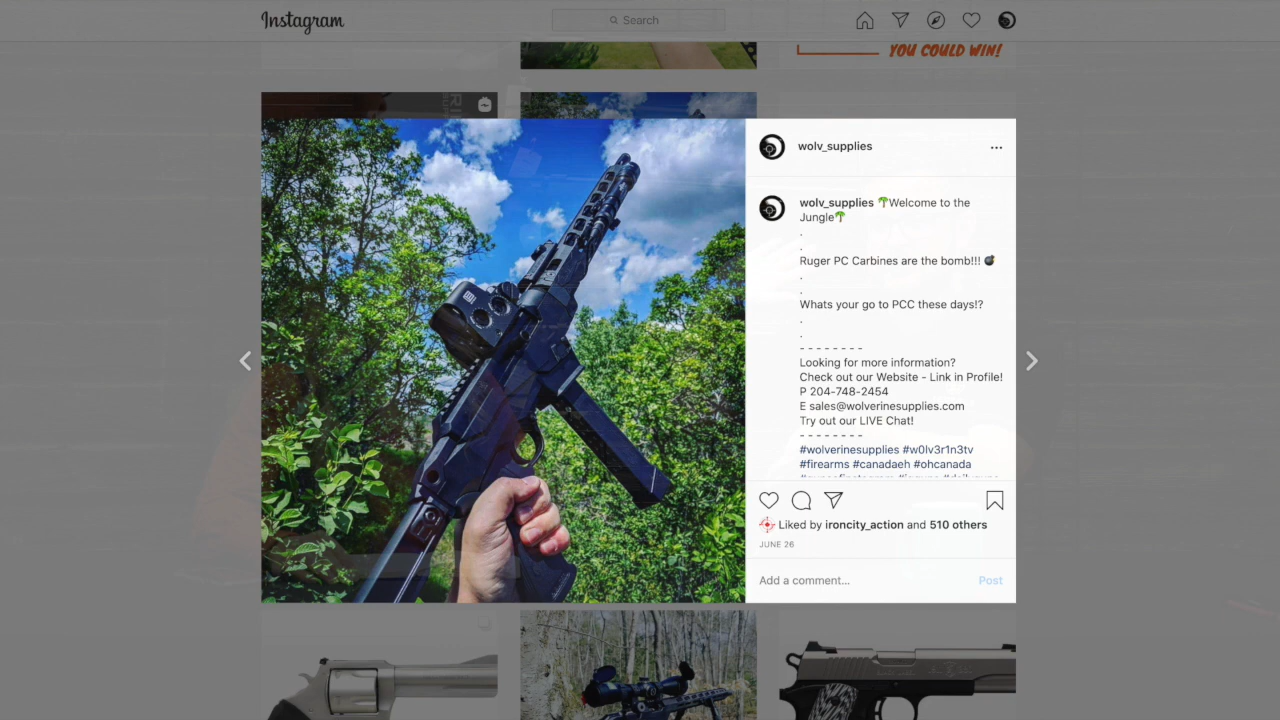 Instagram
Search
YOU COULD WIN!
wolv_supplies
wolv_supplies 🌴Welcome to the
Jungle🌴
.
.
Ruger PC Carbines are the bomb!!! 💣
.
.
Whats your go to PCC these days!?
.
.
- - - - - - - -
Looking for more information?
Check out our Website - Link in Profile!
P 204-748-2454
E sales@wolverinesupplies.com
Try out our LIVE Chat!
- - - - - - - -
#wolverinesupplies #w0lv3r1n3tv
#firearms #canadaeh #ohcanada
Liked by ironcity_action and 510 others
JUNE 26
Add a comment...
Post